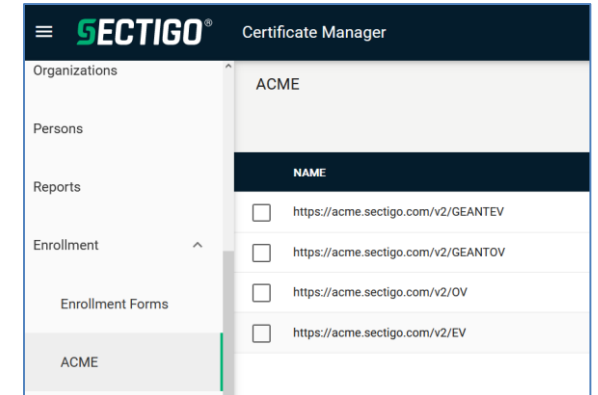 SECTIGO®
Certificate Manager
Organizations
Persons
Reports
Enrollment
Enrollment Forms
ACME
ACME
NAME
https://acme.sectigo.com/v2/GEANTEV
https://acme.sectigo.com/v2/GEANTOV
https://acme.sectigo.com/v2/OV
https://acme.sectigo.com/v2/EV